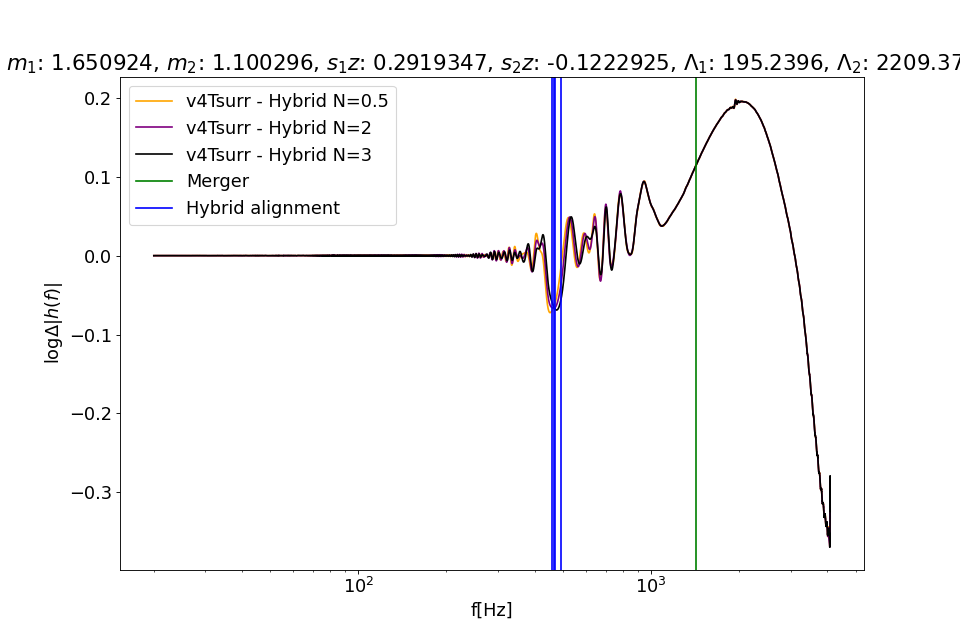 m₁: 1.650924, m₂: 1.100296, s₁z: 0.2919347, s₂z: -0.1222925, Λ₁: 195.2396, Λ₂: 2209.37
v4Tsurr - Hybrid N=0.5
v4Tsurr - Hybrid N=2
v4Tsurr - Hybrid N=3
Merger
Hybrid alignment
logΔ|h(f)|
0.2
0.1
0.0
−0.1
−0.2
−0.3
10²
10³
f[Hz]